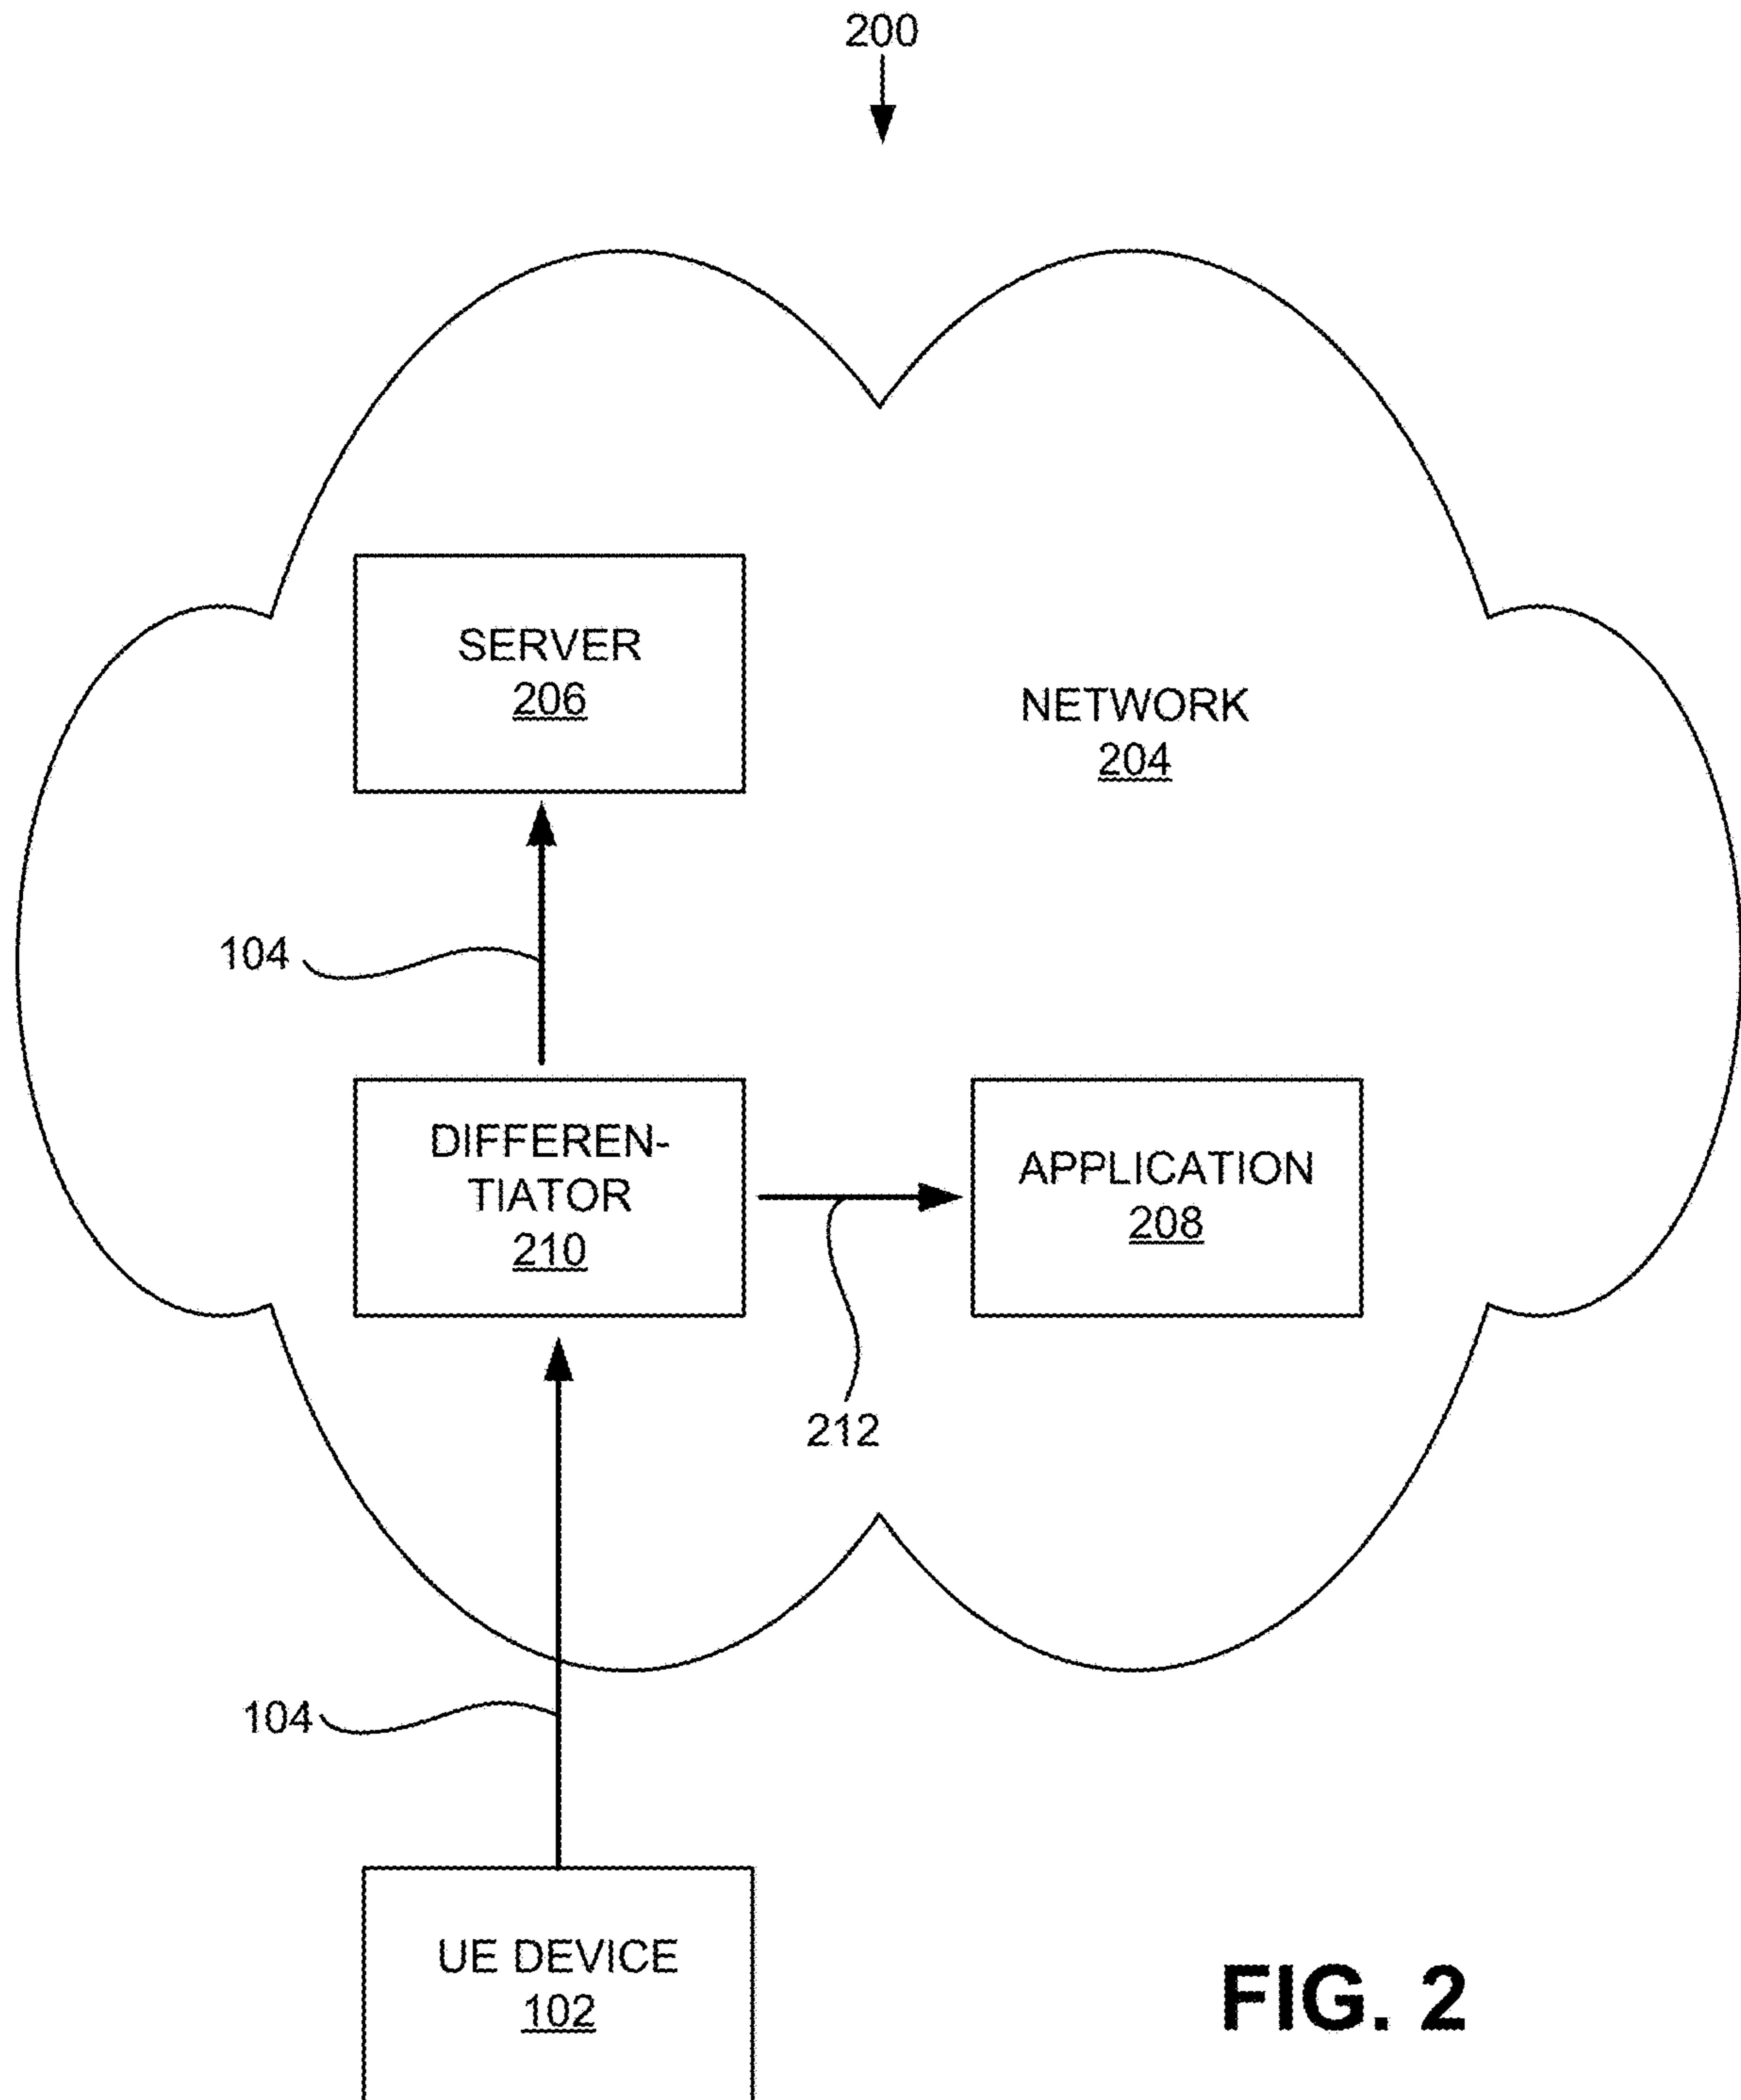 200
SERVER
206
NETWORK
204
104
DIFFEREN-
TIATOR
210
APPLICATION
208
212
104
UE DEVICE
102
FIG. 2